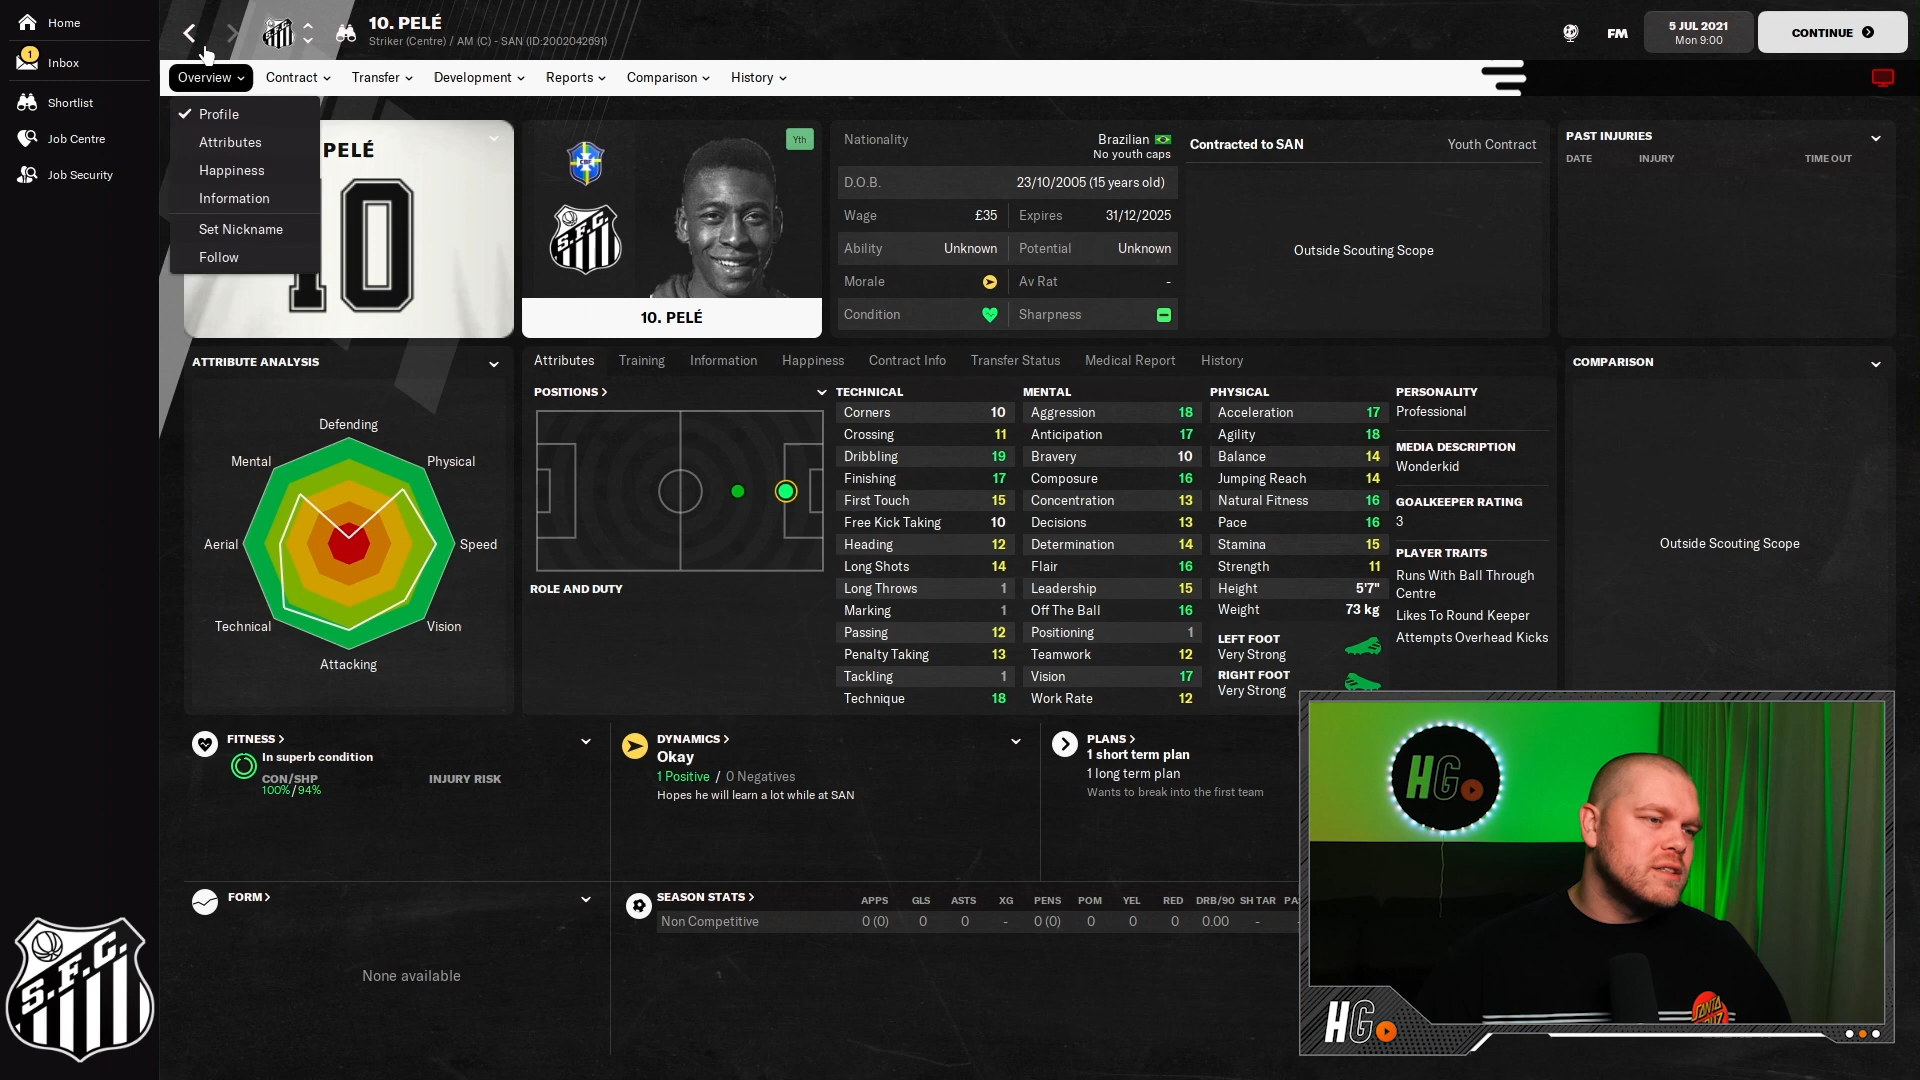 Home
1
Inbox
Shortlist
Job Centre
Job Security
10. PELÉ
Striker (Centre) / AM (C) - SAN (ID:2002042691)
FM
5 JUL 2021
Mon 9:00
CONTINUE
Overview
Contract
Transfer
Development
Reports
Comparison
History
Profile
Attributes
Happiness
Information
Set Nickname
Follow
PELÉ
10
Yth
S.F.C.
10. PELÉ
Nationality
Brazilian
No youth caps
D.O.B.
23/10/2005 (15 years old)
Wage £35 Expires 31/12/2025
Ability Unknown Potential Unknown
Morale Av Rat -
Condition Sharpness
Contracted to SAN Youth Contract
Outside Scouting Scope
PAST INJURIES
DATE INJURY TIME OUT
ATTRIBUTE ANALYSIS
Defending
Mental Physical
Aerial Speed
Technical Vision
Attacking
Attributes Training Information Happiness Contract Info Transfer Status Medical Report History
POSITIONS
ROLE AND DUTY
TECHNICAL
Corners 10
Crossing 11
Dribbling 19
Finishing 17
First Touch 15
Free Kick Taking 10
Heading 12
Long Shots 14
Long Throws 1
Marking 1
Passing 12
Penalty Taking 13
Tackling 1
Technique 18
MENTAL
Aggression 18
Anticipation 17
Bravery 10
Composure 16
Concentration 13
Decisions 13
Determination 14
Flair 16
Leadership 15
Off The Ball 16
Positioning 1
Teamwork 12
Vision 17
Work Rate 12
PHYSICAL
Acceleration 17
Agility 18
Balance 14
Jumping Reach 14
Natural Fitness 16
Pace 16
Stamina 15
Strength 11
Height 5'7"
Weight 73 kg
LEFT FOOT
Very Strong
RIGHT FOOT
Very Strong
PERSONALITY
Professional
MEDIA DESCRIPTION
Wonderkid
GOALKEEPER RATING
3
PLAYER TRAITS
Runs With Ball Through
Centre
Likes To Round Keeper
Attempts Overhead Kicks
COMPARISON
Outside Scouting Scope
FITNESS
In superb condition
CON/SHP INJURY RISK
100%/94%
DYNAMICS
Okay
1 Positive / 0 Negatives
Hopes he will learn a lot while at SAN
PLANS
1 short term plan
1 long term plan
Wants to break into the first team
FORM
None available
SEASON STATS APPS GLS ASTS XG PENS POM YEL RED DRB/90 SH TAR
Non Competitive 0 (0) 0 0 - 0 (0) 0 0 0 0.00 - -
S.F.C.
HG
SANTA CRUZ
HG